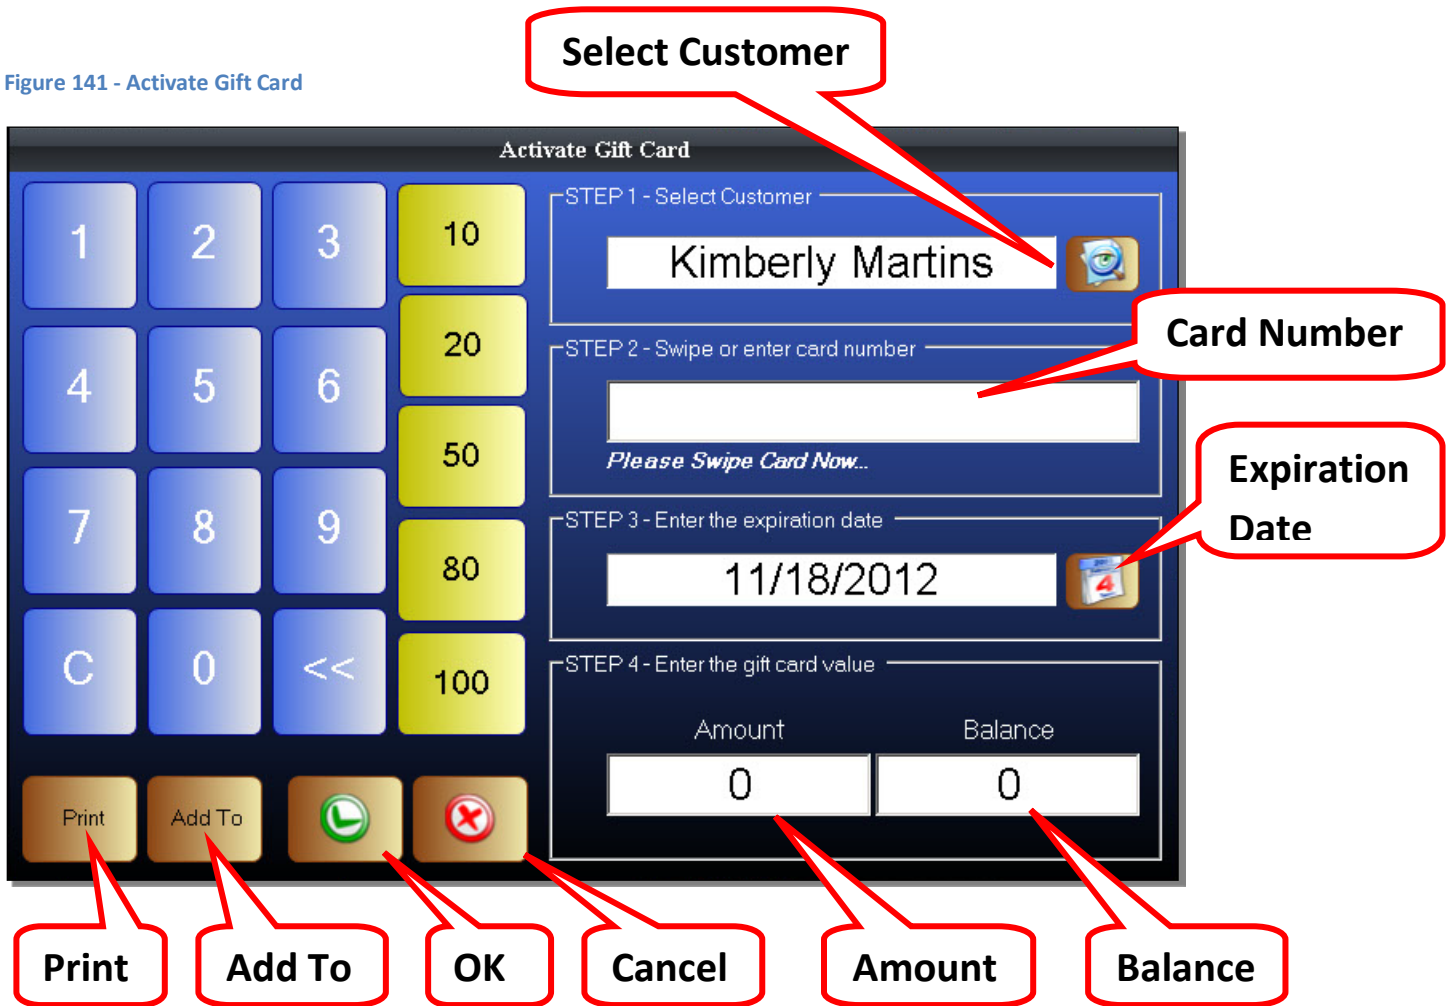 Select Customer
Figure 141 - Activate Gift Card
Activate Gift Card
1 2 3 10
4 5 6 20
7 8 9 50
C 0 << 80
100
STEP 1 - Select Customer
Kimberly Martins
STEP 2 - Swipe or enter card number
Card Number
Please Swipe Card Now...
Expiration
Date
STEP 3 - Enter the expiration date
11/18/2012
4
STEP 4 - Enter the gift card value
Amount Balance
0 0
Print Add To
Print Add To OK Cancel Amount Balance